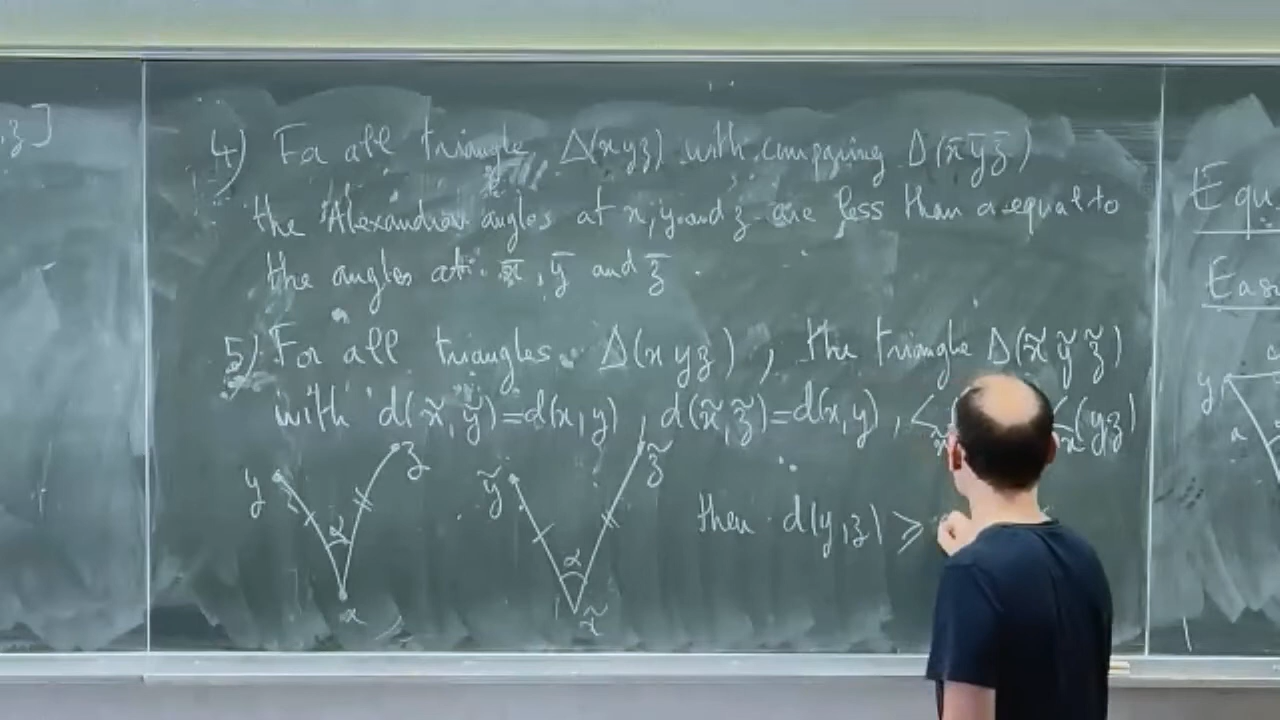 ,z]
4) For all triangle Δ(xyz) with comparing Δ(x̄ȳz̄)
the Alexandrov angles at x, y and z are less than or equal to
the angles at x̄, ȳ and z̄.
5) For all triangles Δ(xyz), the triangle Δ(x̃ỹz̃)
with d(x̃,ỹ)=d(x,y), d(x̃,z̃)=d(x,y), ∠x̃ ∠x(yz)
y z α x
ỹ z̃ α x̃
then d(y,z) ≥
Equ
Eas
c
y
a